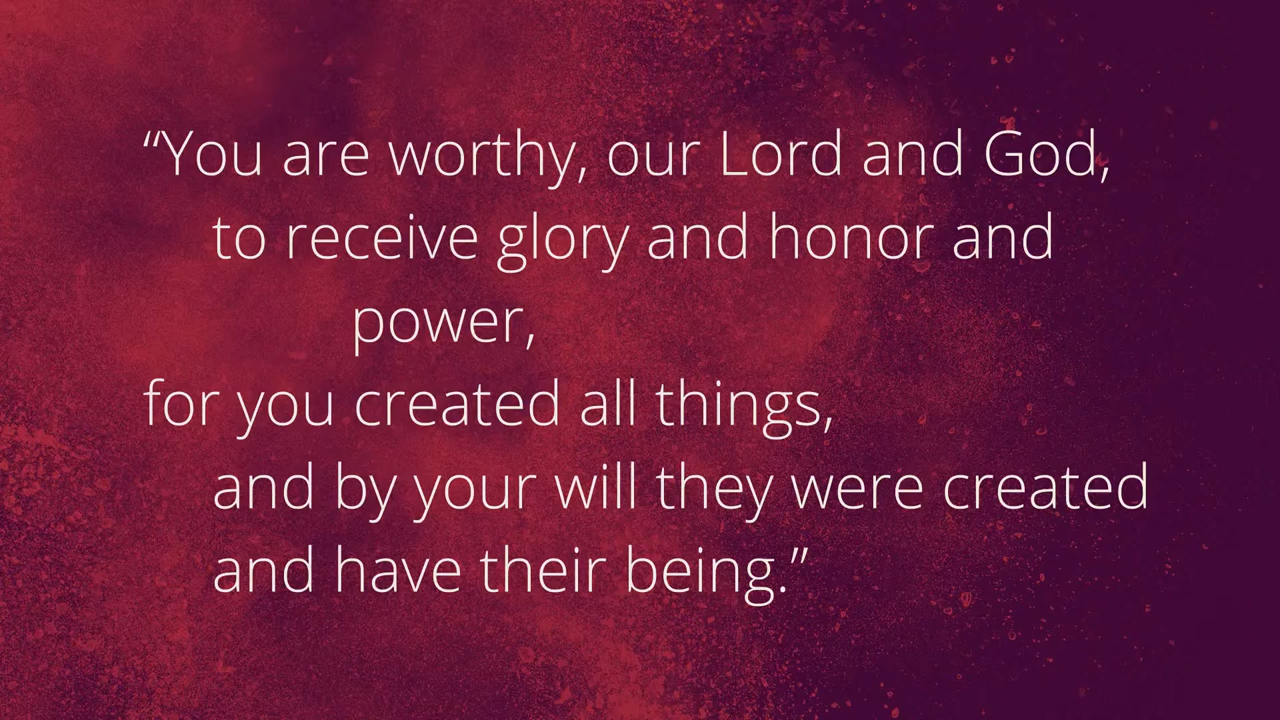 “You are worthy, our Lord and God,
to receive glory and honor and
power,
for you created all things,
and by your will they were created
and have their being.”